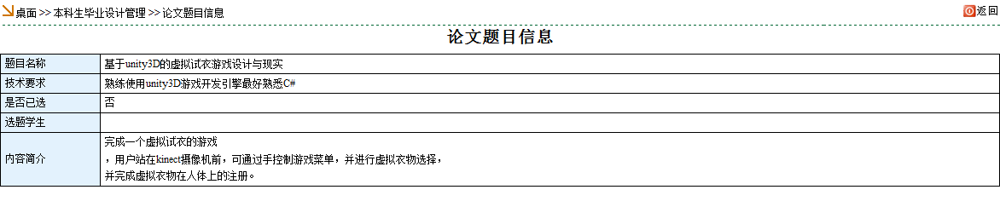 桌面 >> 本科生毕业设计管理 >> 论文题目信息
返回
论文题目信息
题目名称 基于unity3D的虚拟试衣游戏设计与现实
技术要求 熟练使用unity3D游戏开发引擎最好熟悉C#
是否已选 否
选题学生
内容简介 完成一个虚拟试衣的游戏
，用户站在kinect摄像机前，可通过手控制游戏菜单，并进行虚拟衣物选择，
并完成虚拟衣物在人体上的注册。